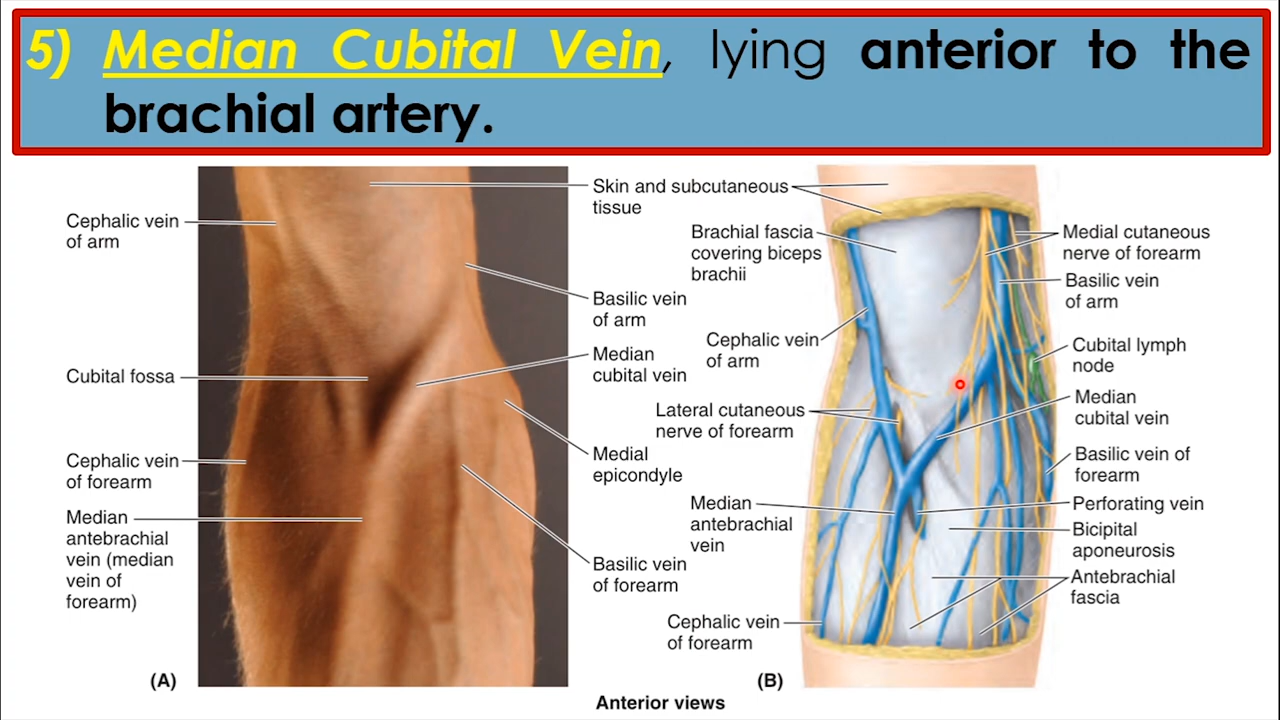 5) Median Cubital Vein, lying anterior to the
brachial artery.
Cephalic vein
of arm
Cubital fossa
Cephalic vein
of forearm
Median
antebrachial
vein (median
vein of
forearm)
(A)
Skin and subcutaneous
tissue
Basilic vein
of arm
Median
cubital vein
Medial
epicondyle
Basilic vein
of forearm
Brachial fascia
covering biceps
brachii
Cephalic vein
of arm
Lateral cutaneous
nerve of forearm
Median
antebrachial
vein
Cephalic vein
of forearm
(B)
Medial cutaneous
nerve of forearm
Basilic vein
of arm
Cubital lymph
node
Median
cubital vein
Basilic vein of
forearm
Perforating vein
Bicipital
aponeurosis
Antebrachial
fascia
Anterior views